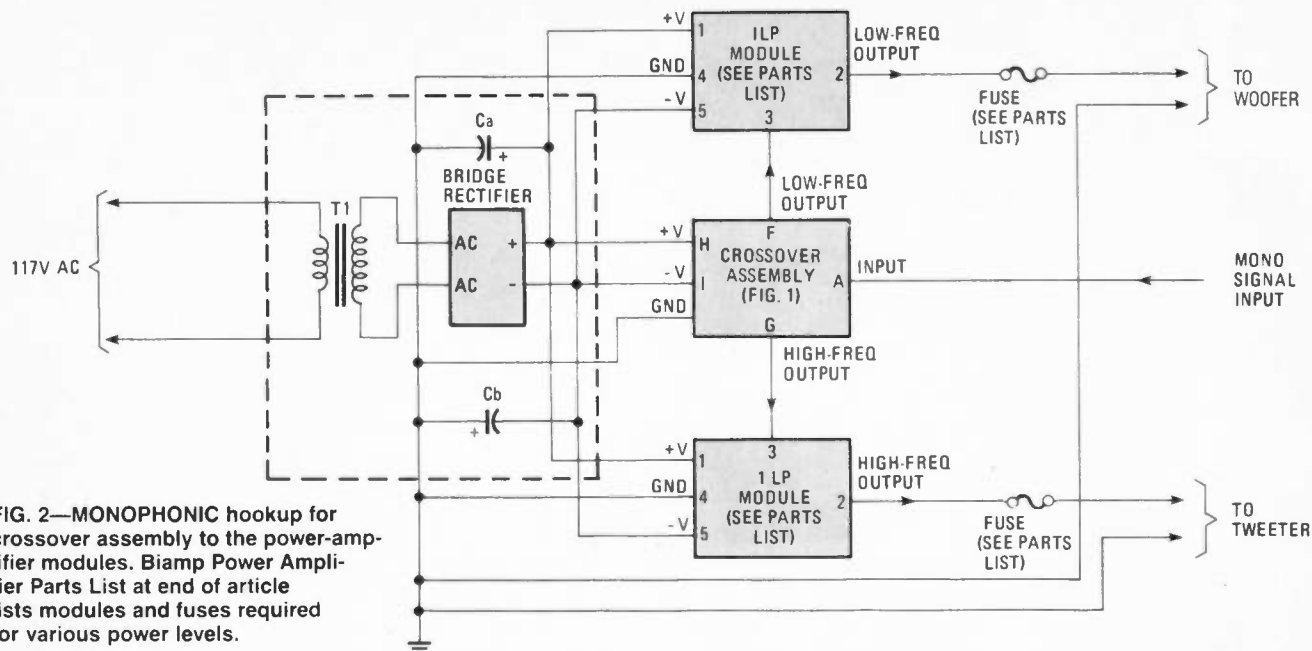 117V AC
T1
Ca
+
BRIDGE
RECTIFIER
AC +
AC -
Cb
+
+V
1
GND
4
-V
5
ILP
MODULE
(SEE PARTS
LIST)
2
3
LOW-FREQ
OUTPUT
FUSE
(SEE PARTS
LIST)
TO
WOOFER
LOW-FREQ
OUTPUT
+V
H
-V
I
GND
F
CROSSOVER
ASSEMBLY
(FIG. 1)
A
G
INPUT
MONO
SIGNAL
INPUT
HIGH-FREQ
OUTPUT
+V
1
GND
4
-V
5
3
1 LP
MODULE
(SEE PARTS
LIST)
2
HIGH-FREQ
OUTPUT
FUSE
(SEE PARTS
LIST)
TO
TWEETER
FIG. 2—MONOPHONIC hookup for
crossover assembly to the power-amp-
ifier modules. Biamp Power Ampli-
ier Parts List at end of article
ists modules and fuses required
or various power levels.